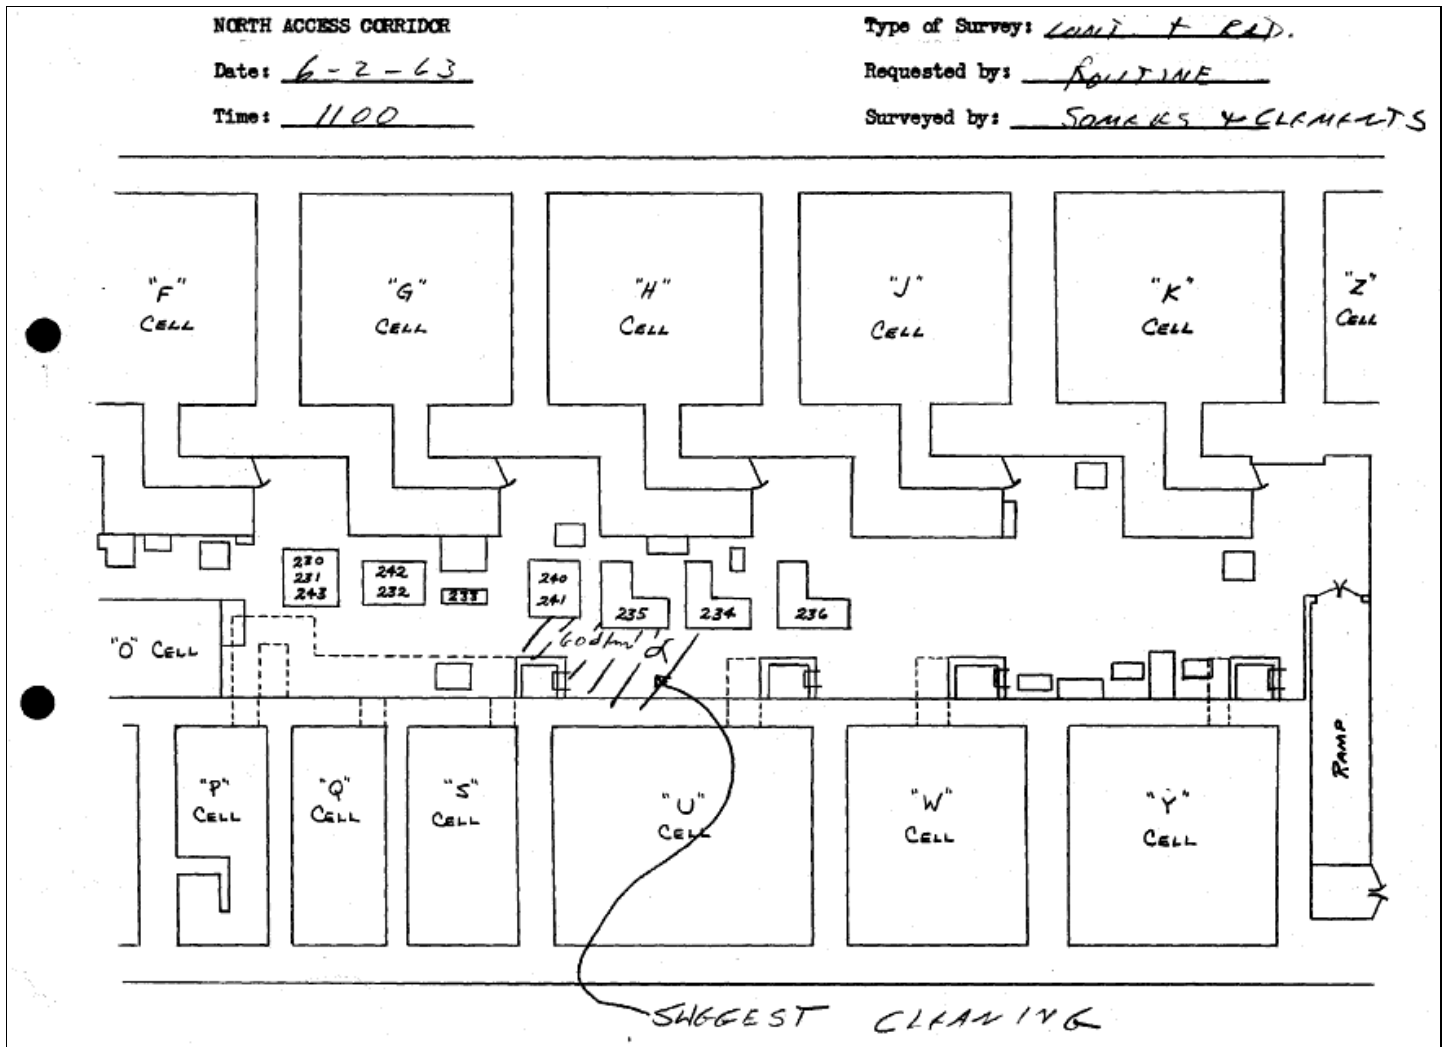 NORTH ACCESS CORRIDOR
Date: 6-2-63
Time: 1100
Type of Survey: CONT. + RAD.
Requested by: ROUTINE
Surveyed by: SOMERS & CLEMENTS
"F" CELL
"G" CELL
"H" CELL
"J" CELL
"K" CELL
"Z" CELL
230
231
243
242
232
233
240
241
235
234
236
"O" CELL
α
RAMP
"P" CELL
"Q" CELL
"S" CELL
"U" CELL
"W" CELL
"Y" CELL
SUGGEST CLEANING